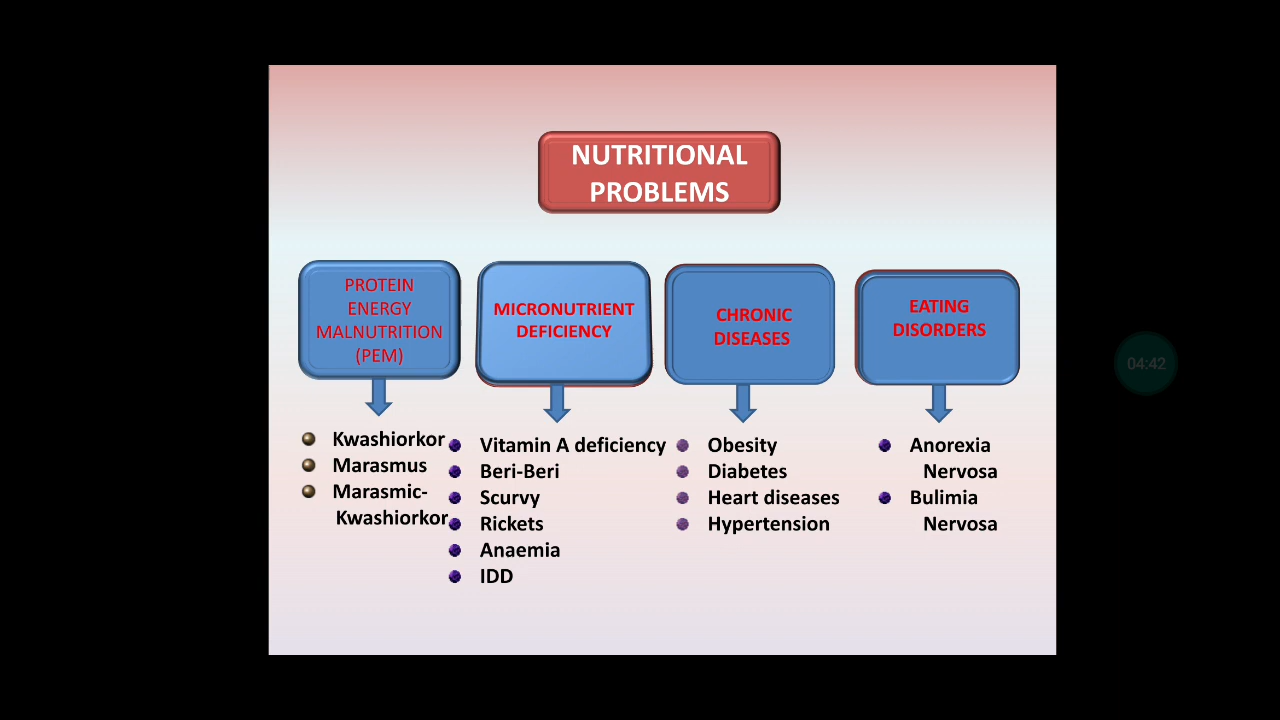 NUTRITIONAL
PROBLEMS
PROTEIN
ENERGY
MALNUTRITION
(PEM)
MICRONUTRIENT
DEFICIENCY
CHRONIC
DISEASES
EATING
DISORDERS
Kwashiorkor
Marasmus
Marasmic-
Kwashiorkor
Vitamin A deficiency
Beri-Beri
Scurvy
Rickets
Anaemia
IDD
Obesity
Diabetes
Heart diseases
Hypertension
Anorexia
Nervosa
Bulimia
Nervosa
04:42